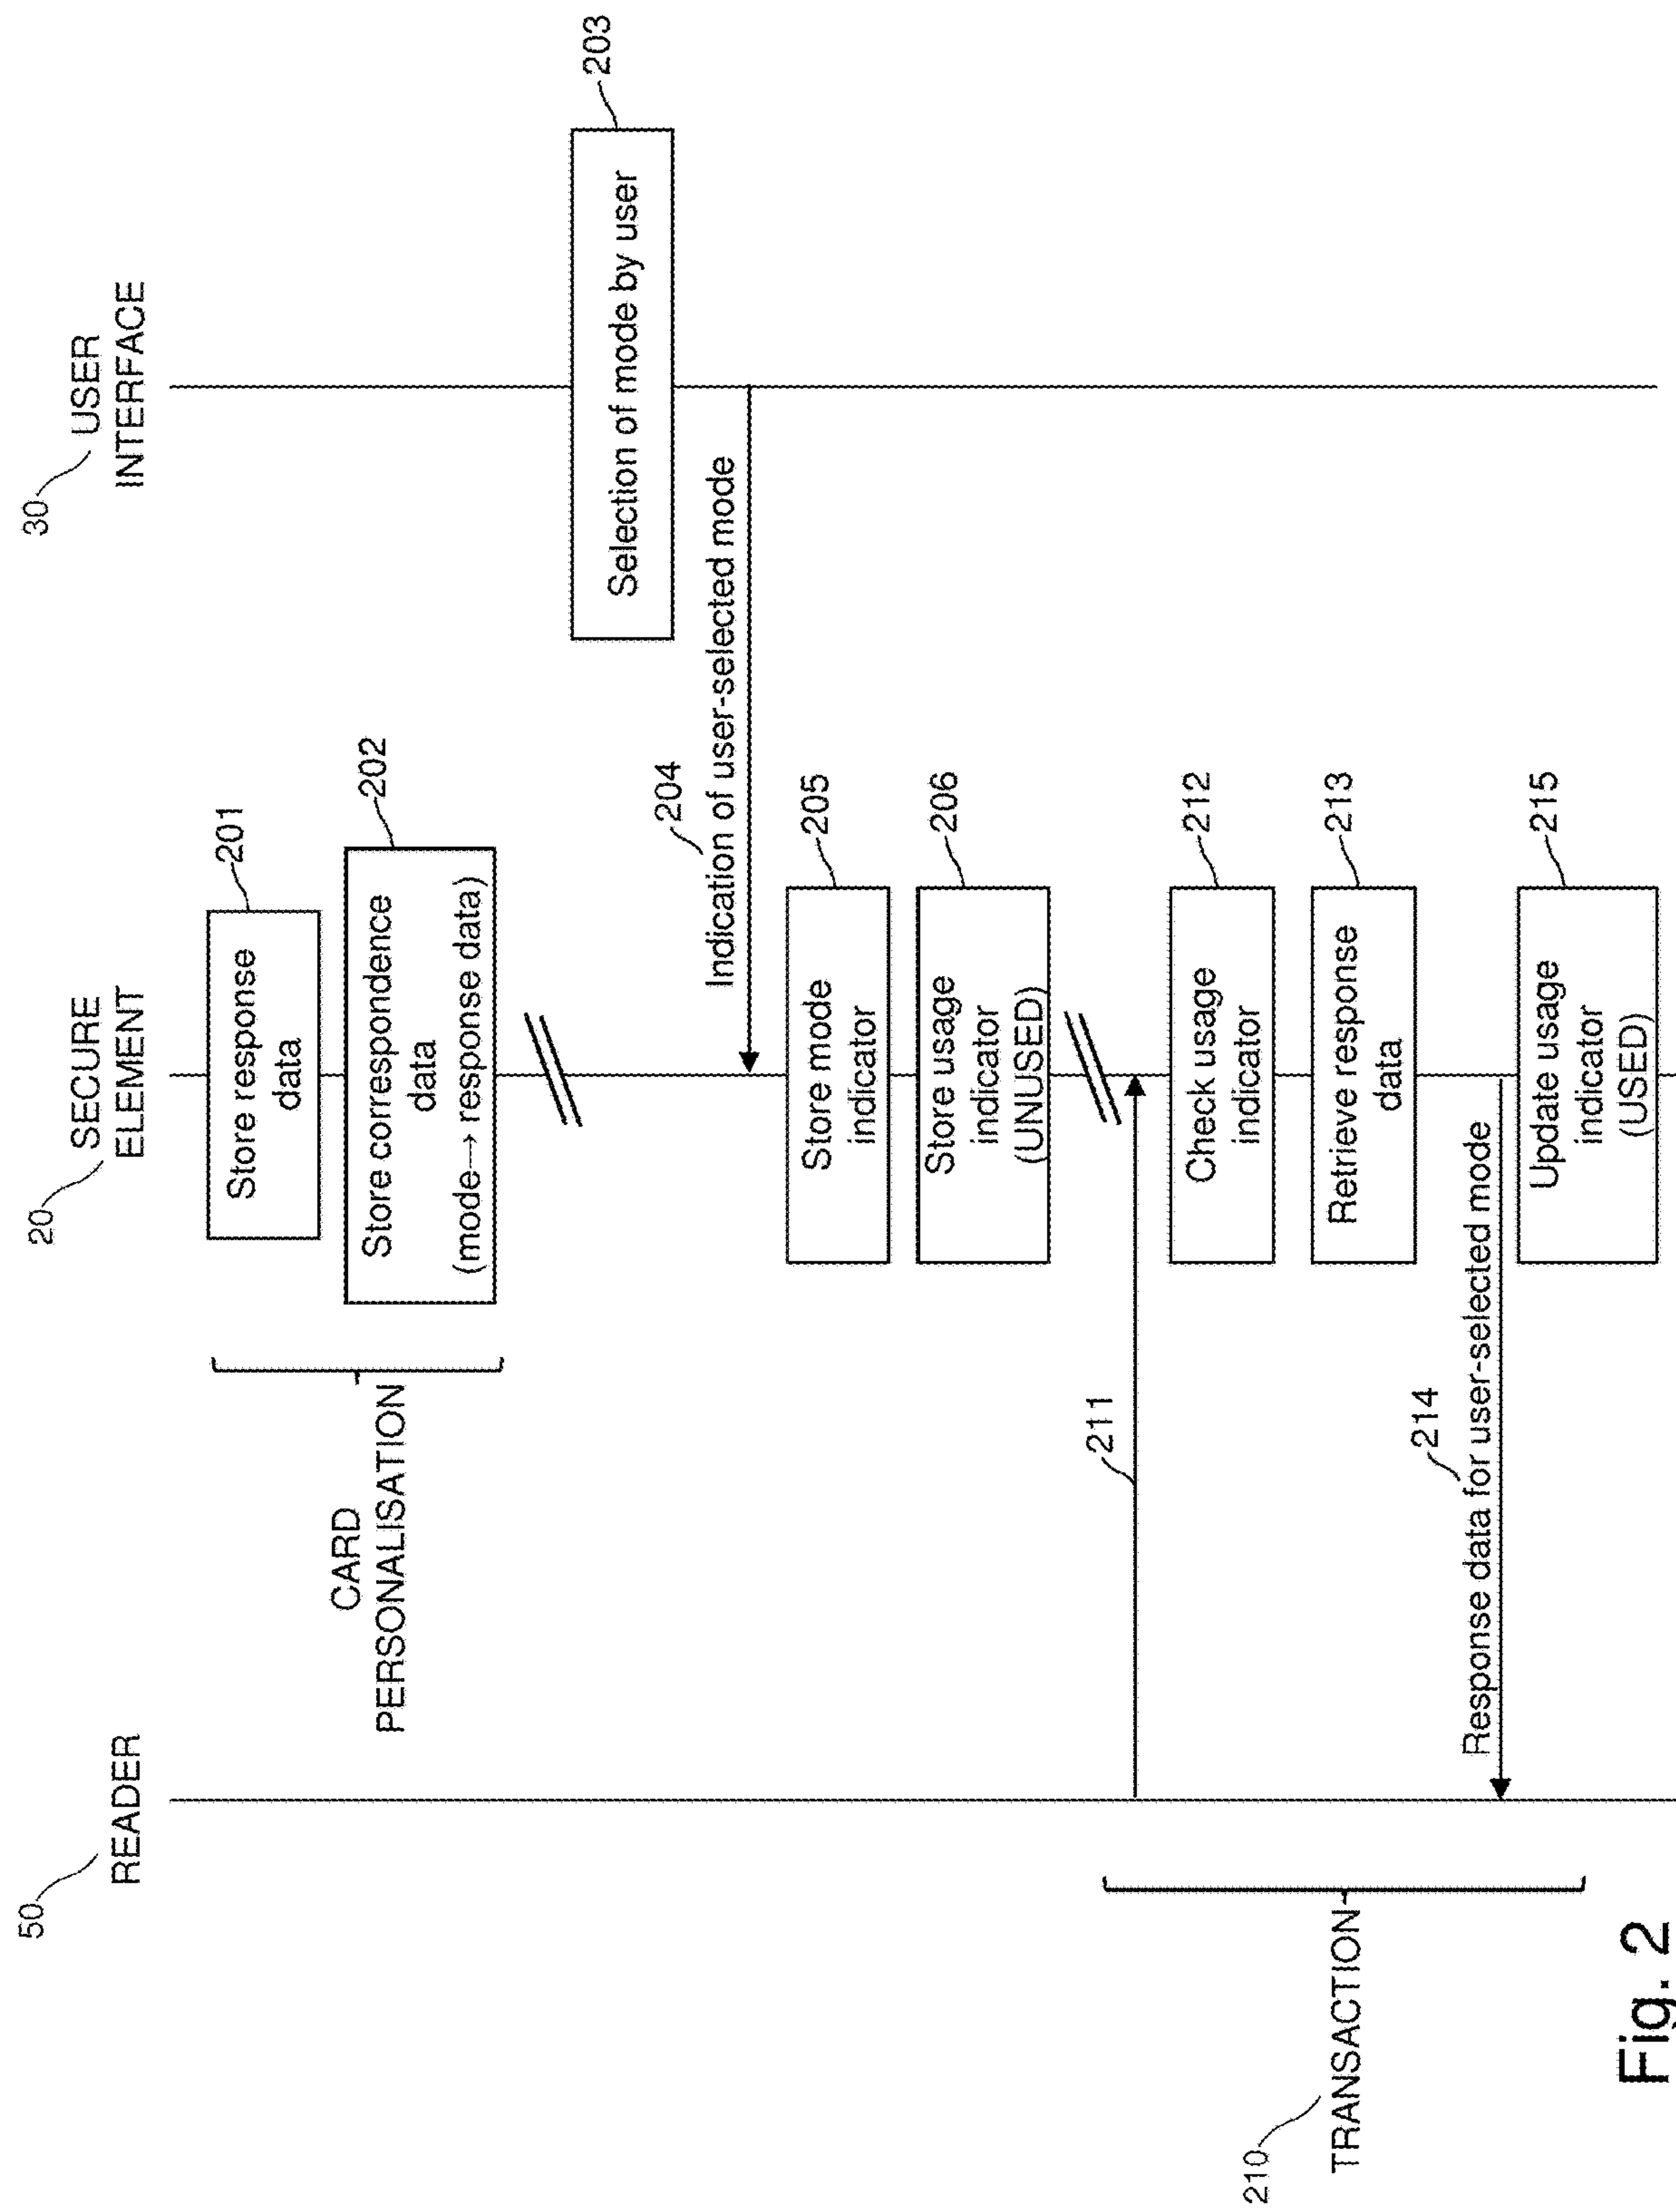 50
READER
20
SECURE
ELEMENT
30
USER
INTERFACE
CARD
PERSONALISATION
201
Store response
data
202
Store correspondence
data
(mode→ response data)
203
Selection of mode by user
204
Indication of user-selected mode
205
Store mode
indicator
206
Store usage
indicator
(UNUSED)
210
TRANSACTION
211
212
Check usage
indicator
213
Retrieve response
data
214
Response data for user-selected mode
215
Update usage
indicator
(USED)
Fig. 2